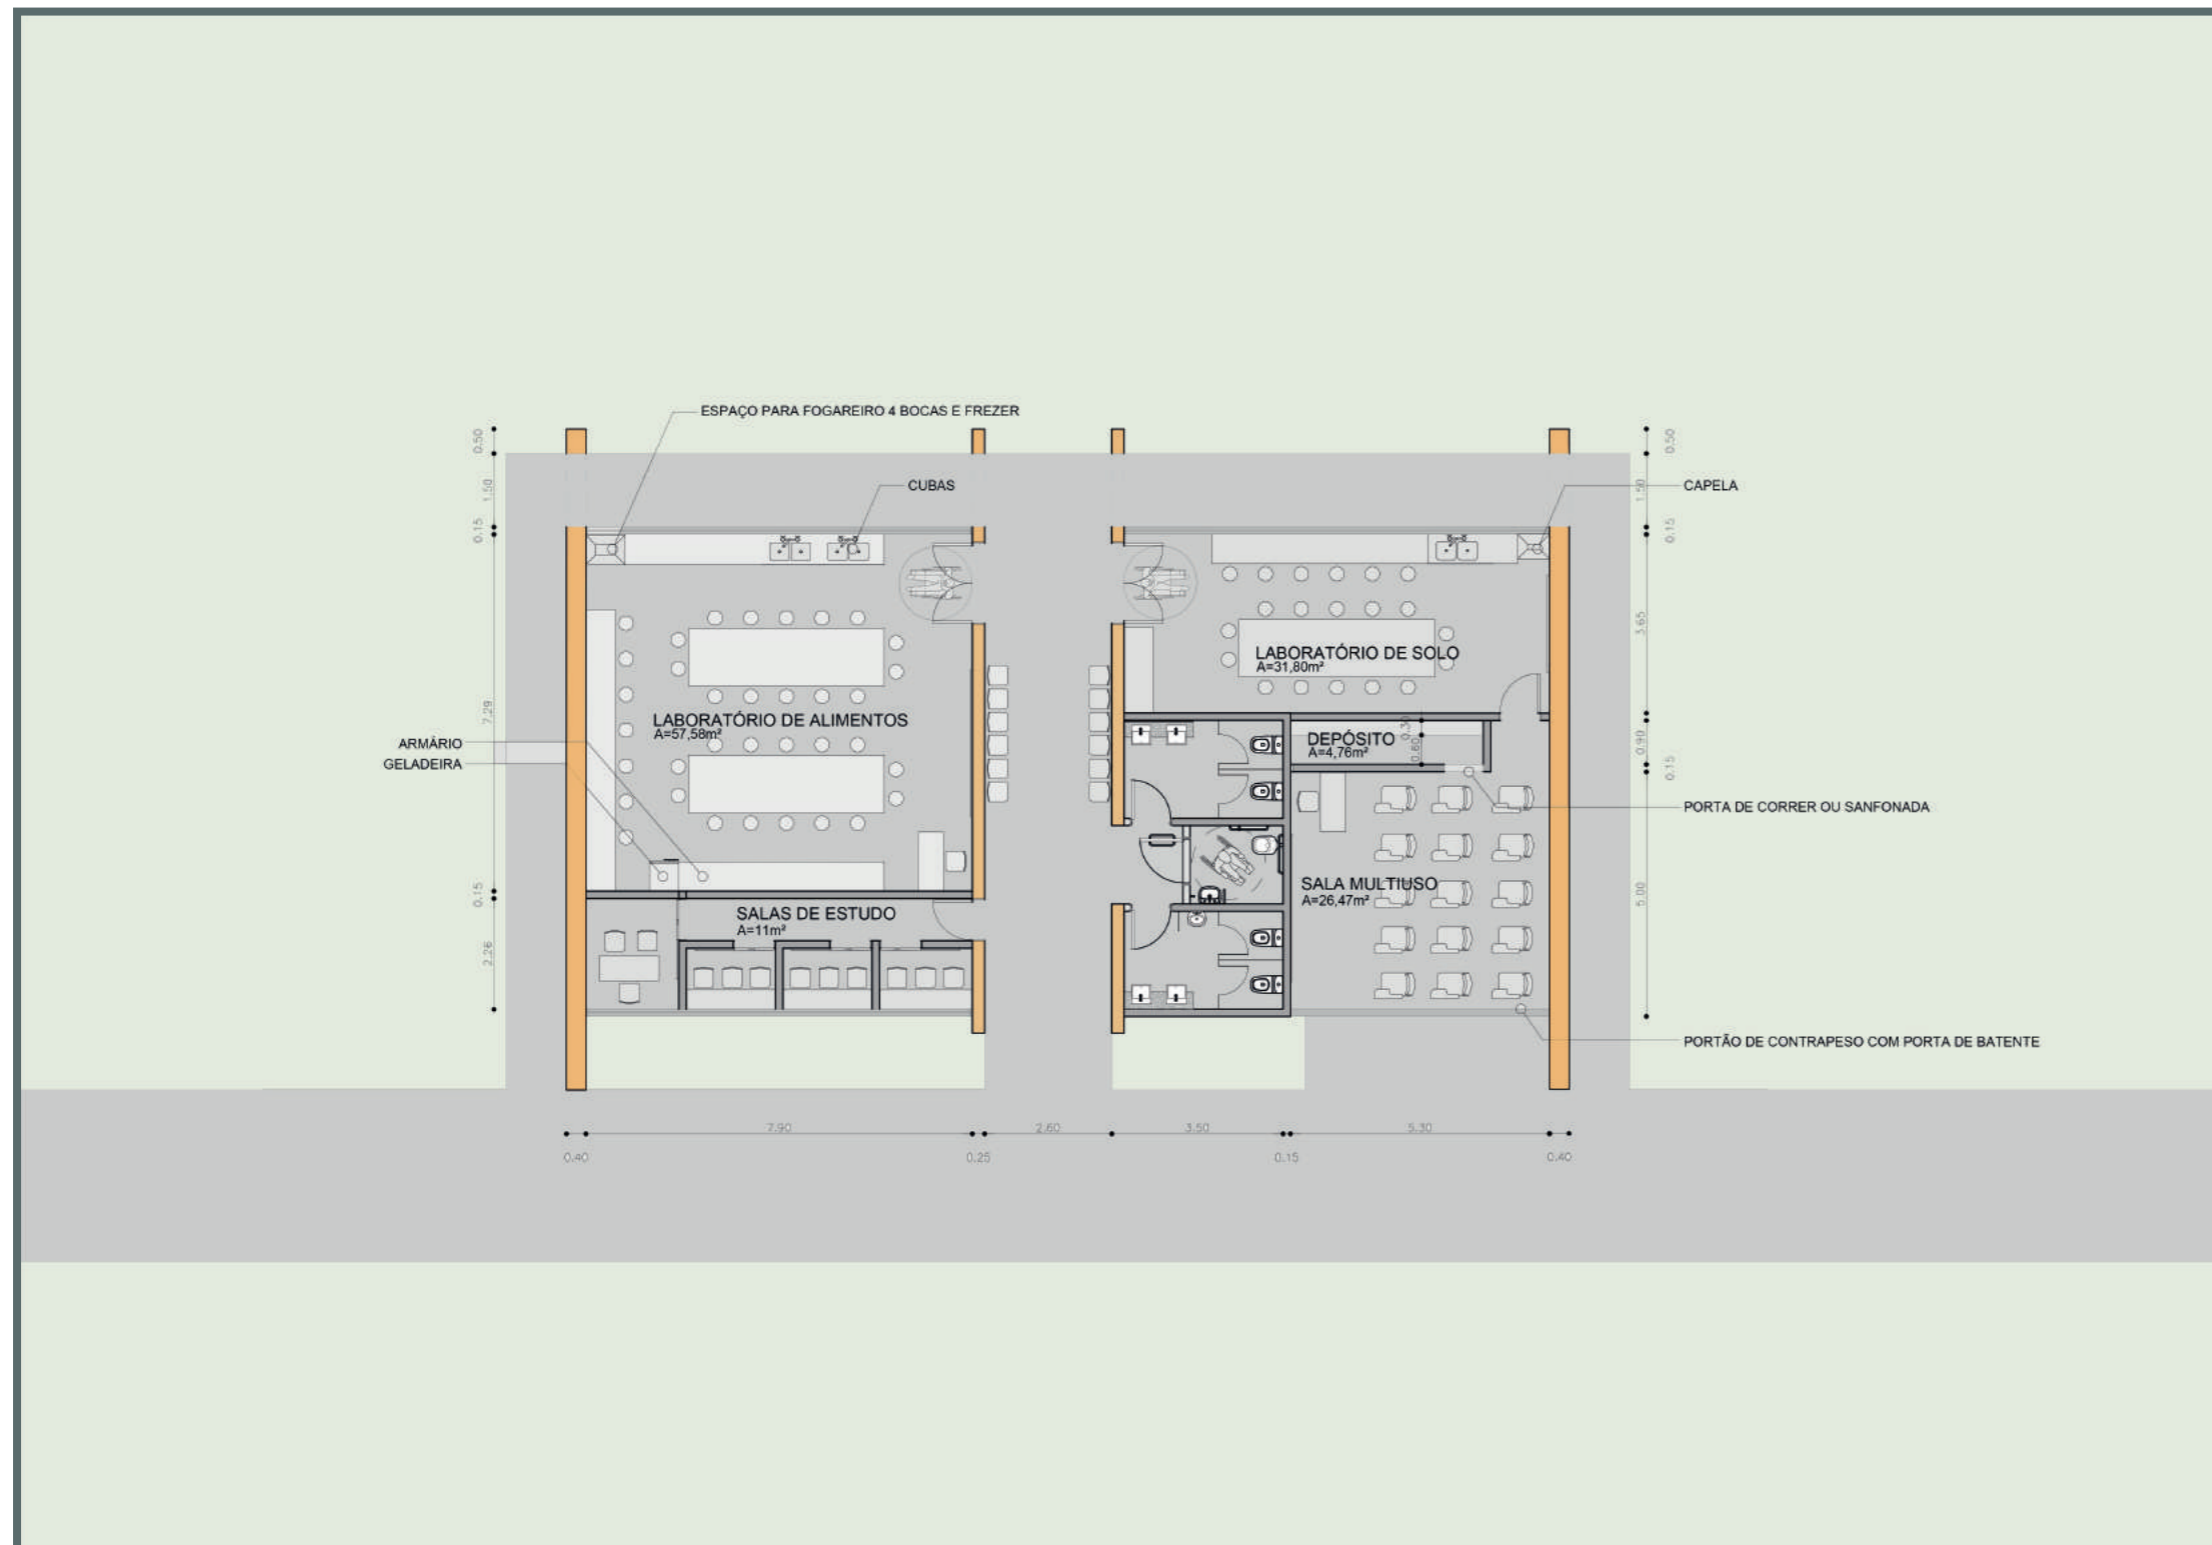 ESPAÇO PARA FOGAREIRO 4 BOCAS E FREZER
CUBAS
CAPELA
0.50
1.50
0.15
7.29
0.15
2.26
0.50
1.50
0.15
3.65
0.90
0.15
5.00
LABORATÓRIO DE SOLO
A=31,80m²
LABORATÓRIO DE ALIMENTOS
A=57,58m²
ARMÁRIO
GELADEIRA
DEPÓSITO
A=4,76m²
0.30
0.60
PORTA DE CORRER OU SANFONADA
SALA MULTIUSO
A=26,47m²
SALAS DE ESTUDO
A=11m²
PORTÃO DE CONTRAPESO COM PORTA DE BATENTE
7.90
2.60
3.50
5.30
0.40
0.25
0.15
0.40